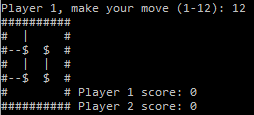 Player 1, make your move (1-12): 12
##########
#  |     #
#--$  $  #
#  |  |  #
#--$  $  #
#        # Player 1 score: 0
########## Player 2 score: 0